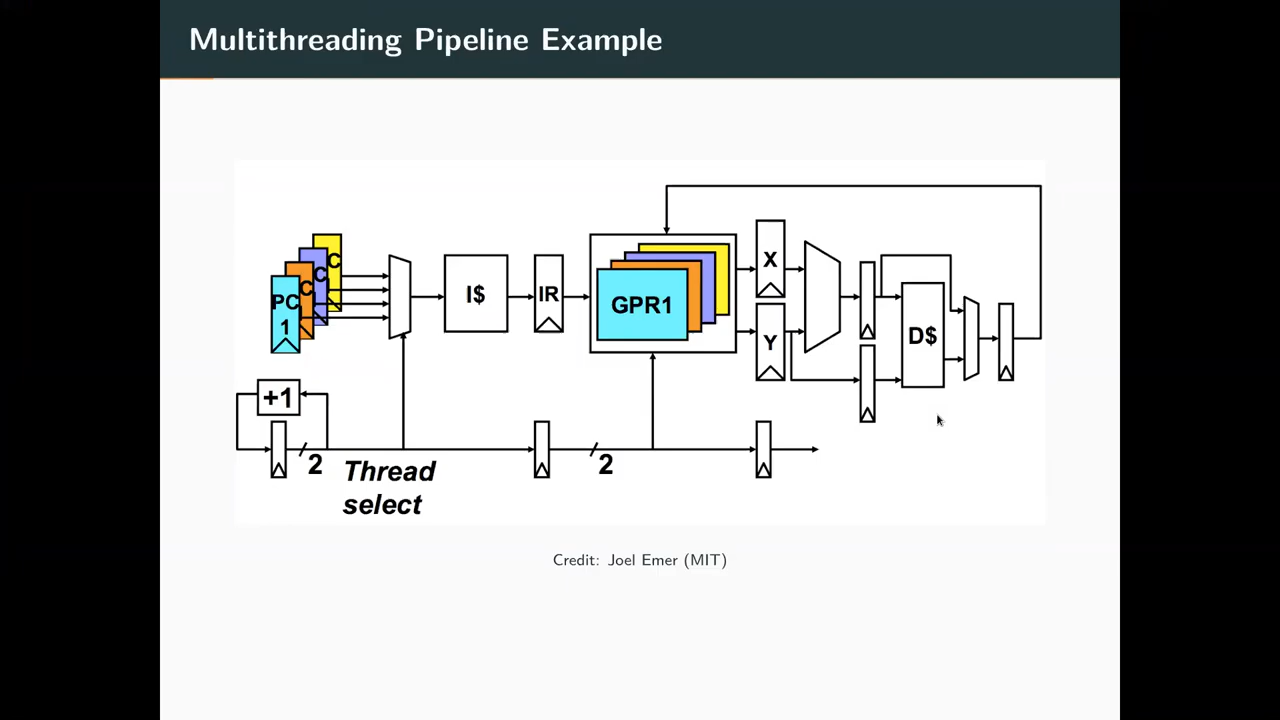 Multithreading Pipeline Example
PC
1
C
C
C
I$
IR
GPR1
X
Y
D$
+1
2
Thread
select
2
Credit: Joel Emer (MIT)